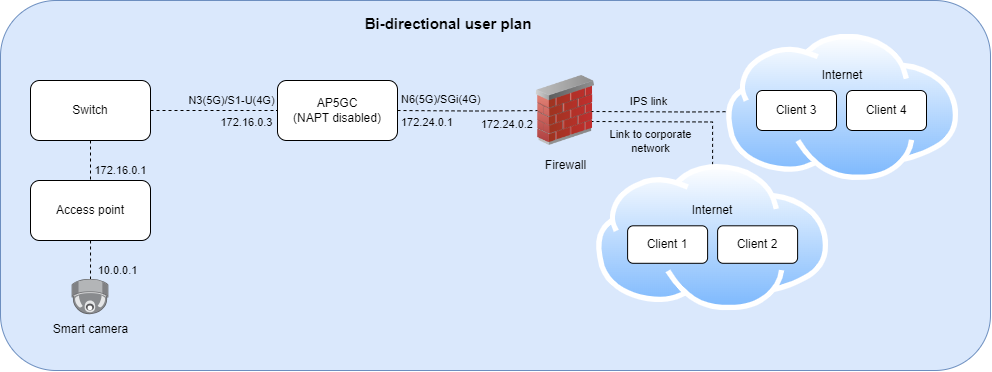 Bi-directional user plan
Internet
Client 3
Client 4
Switch
N3(5G)/S1-U(4G)
172.16.0.3
AP5GC
(NAPT disabled)
N6(5G)/SGi(4G)
172.24.0.1
172.24.0.2
Firewall
IPS link
Link to corporate
network
172.16.0.1
Access point
Internet
Client 1
Client 2
10.0.0.1
Smart camera